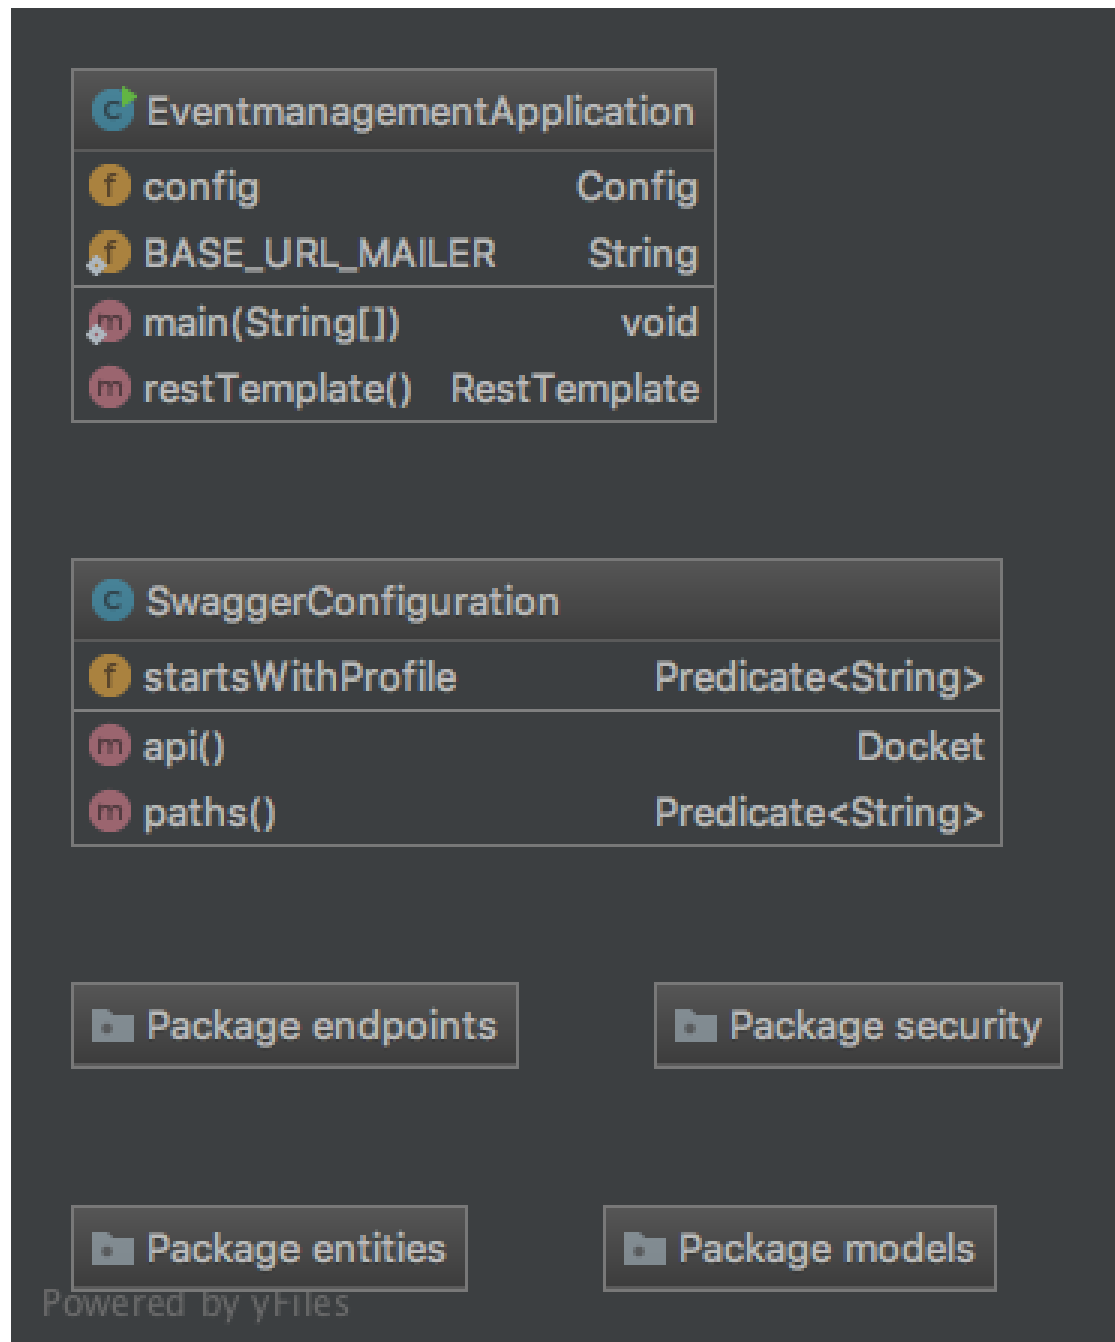 EventmanagementApplication
config Config
BASE_URL_MAILER String
main(String[]) void
restTemplate() RestTemplate
SwaggerConfiguration
startsWithProfile Predicate<String>
api() Docket
paths() Predicate<String>
Package endpoints
Package security
Package entities
Package models
Powered by yFiles